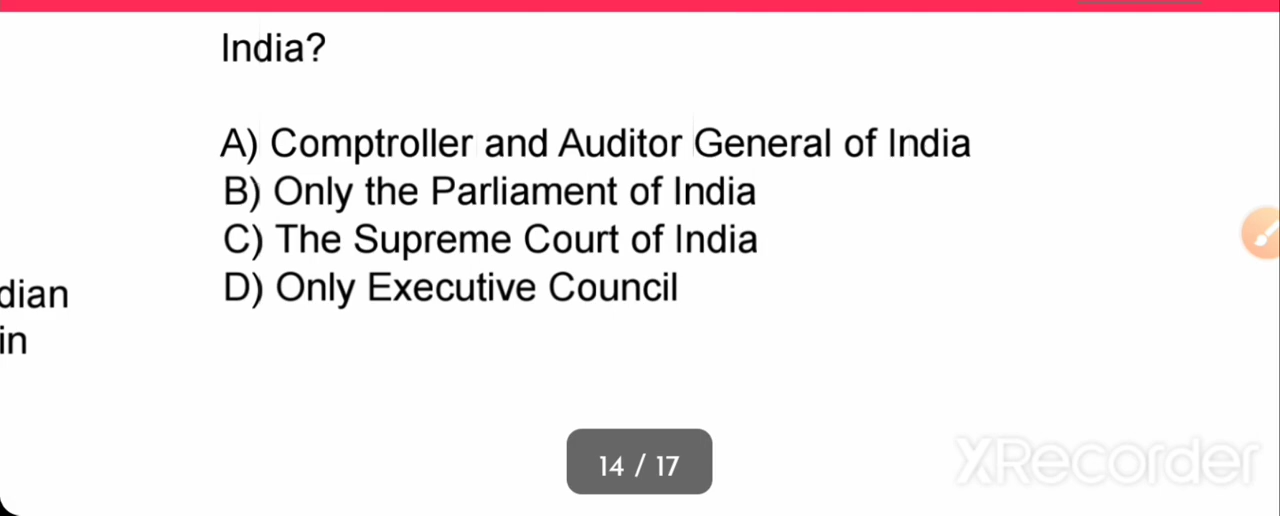 India?
A) Comptroller and Auditor General of India
B) Only the Parliament of India
C) The Supreme Court of India
D) Only Executive Council
dian
in
14 / 17
XRecorder